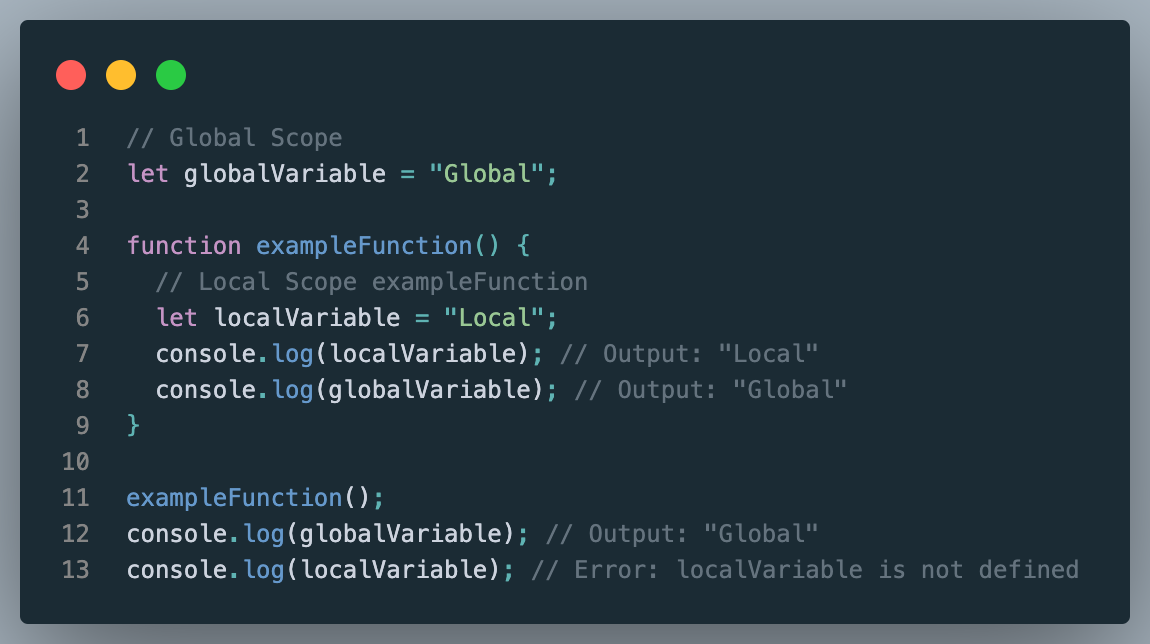 1 // Global Scope
2 let globalVariable = "Global";
3
4 function exampleFunction() {
5   // Local Scope exampleFunction
6   let localVariable = "Local";
7   console.log(localVariable); // Output: "Local"
8   console.log(globalVariable); // Output: "Global"
9 }
10
11 exampleFunction();
12 console.log(globalVariable); // Output: "Global"
13 console.log(localVariable); // Error: localVariable is not defined